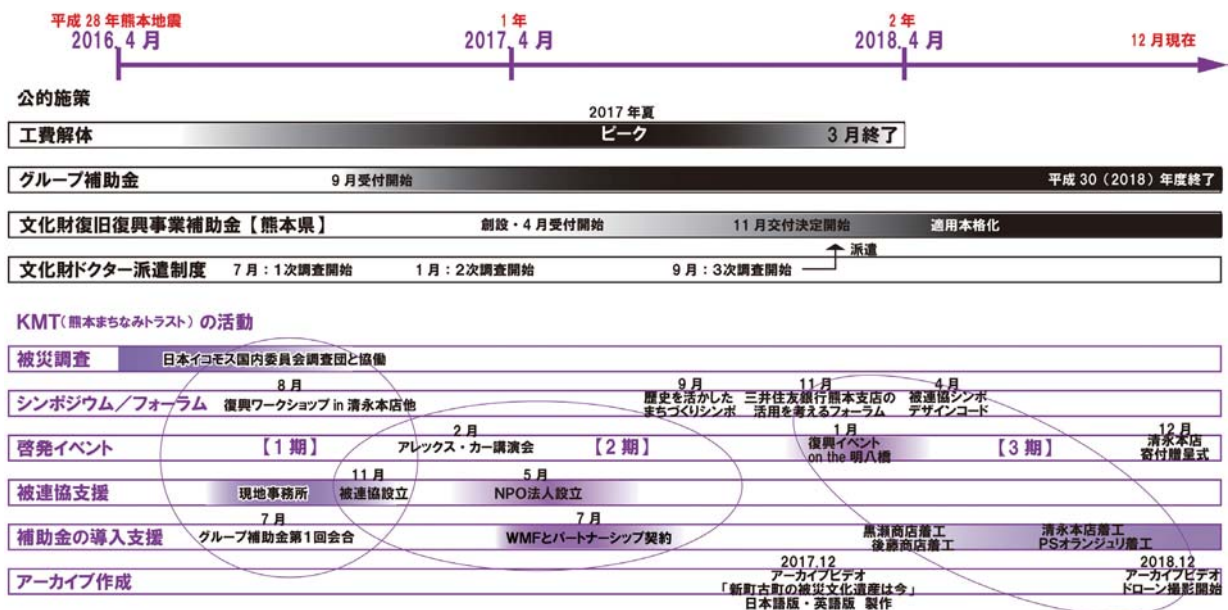 平成28年熊本地震
2016.4月
1年
2017.4月
2年
2018.4月
12月現在
公的施策
2017年夏
工費解体
ピーク
3月終了
グループ補助金
9月受付開始
平成30(2018)年度終了
文化財復旧復興事業補助金【熊本県】
創設・4月受付開始
11月交付決定開始
適用本格化
文化財ドクター派遣制度
7月:1次調査開始
1月:2次調査開始
9月:3次調査開始
派遣
KMT(熊本まちなみトラスト)の活動
被災調査
日本イコモス国内委員会調査団と協働
シンポジウム/フォーラム
8月
復興ワークショップ in 清永本店他
9月
歴史を活かした
まちづくりシンポ
11月
三井住友銀行熊本支店の
活用を考えるフォーラム
4月
被連協シンポ
デザインコード
啓発イベント
【1期】
2月
アレックス・カー講演会
【2期】
1月
復興イベント
on the 明八橋
【3期】
12月
清永本店
寄付贈呈式
被連協支援
現地事務所
11月
被連協設立
5月
NPO法人設立
補助金の導入支援
7月
グループ補助金第1回会合
7月
WMFとパートナーシップ契約
黒瀬商店着工
後藤商店着工
清永本店着工
PSオランジュリ着工
アーカイブ作成
2017.12
アーカイブビデオ
「新町古町の被災文化遺産は今」
日本語版・英語版 製作
2018.12
アーカイブビデオ
ドローン撮影開始